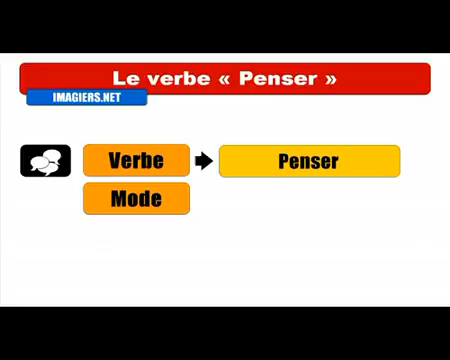 Le verbe « Penser »
IMAGIERS.NET
Verbe
Penser
Mode